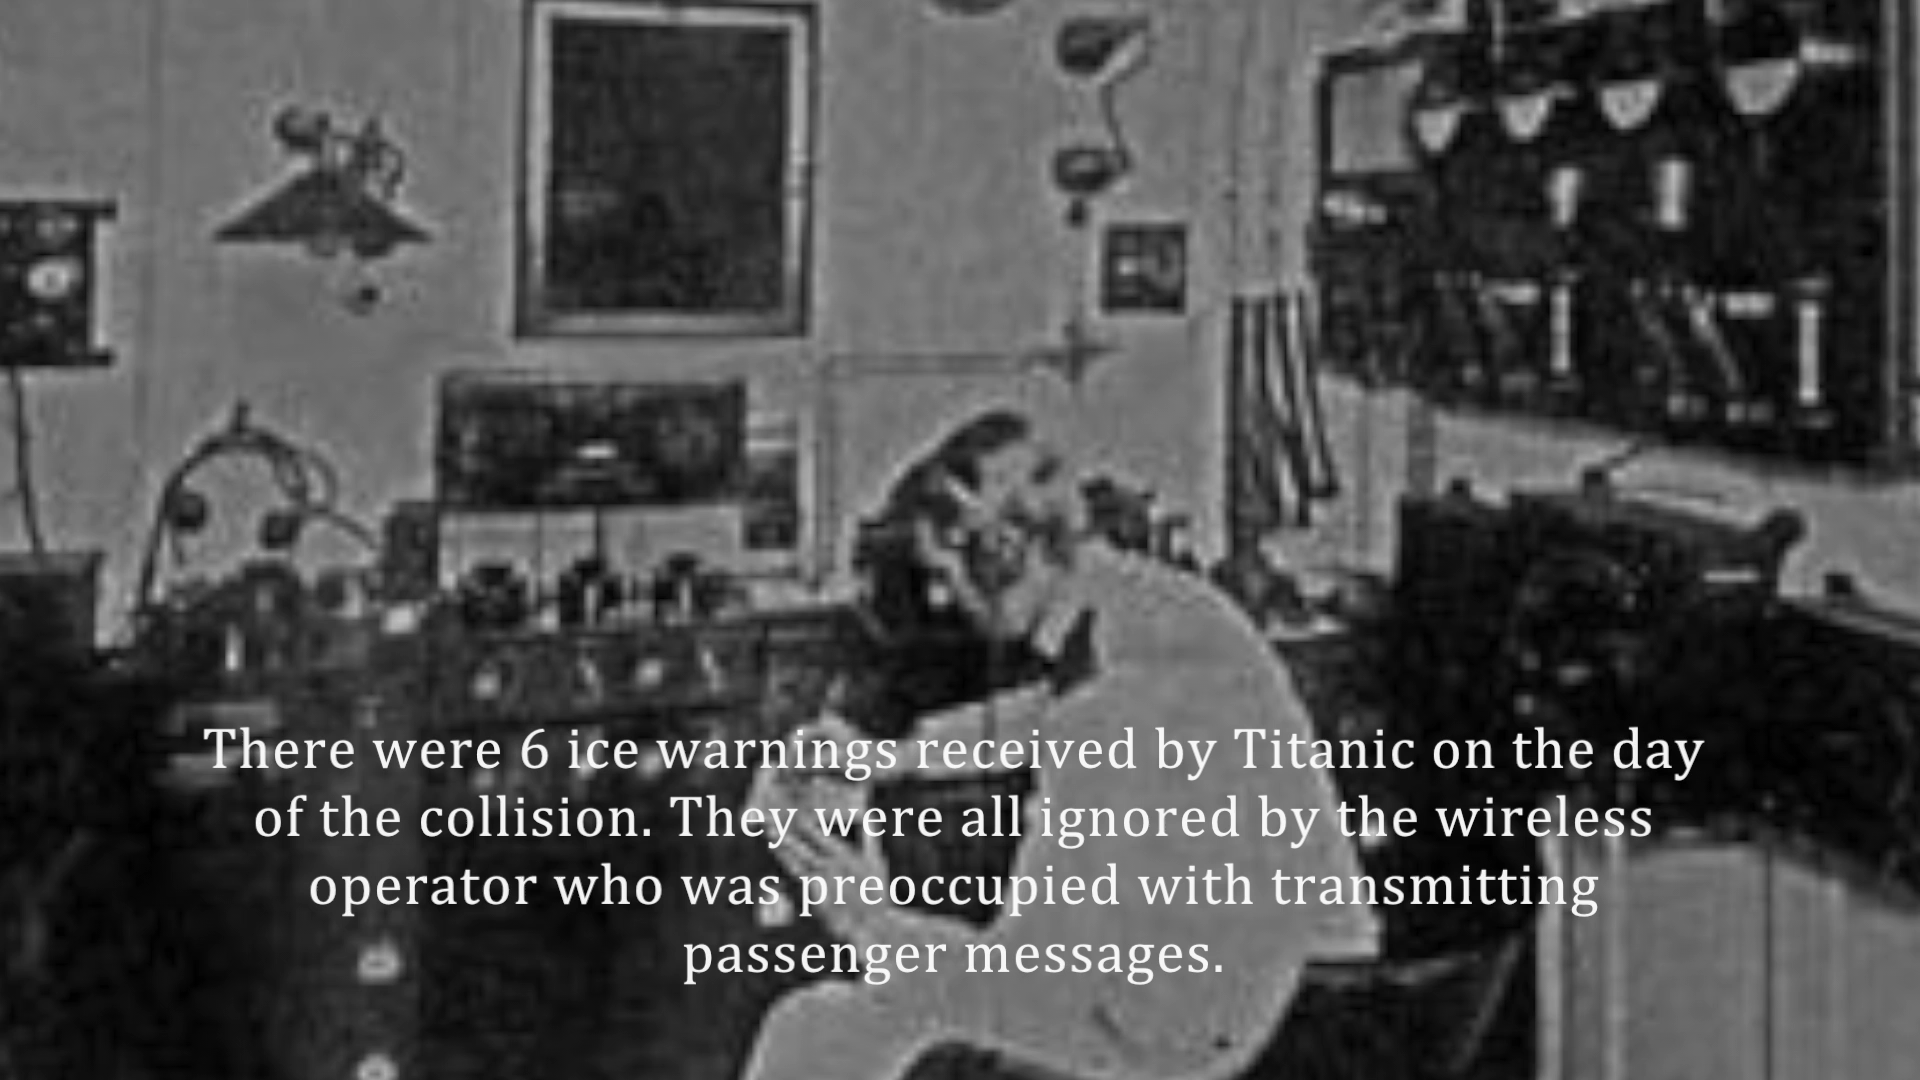 There were 6 ice warnings received by Titanic on the day
of the collision. They were all ignored by the wireless
operator who was preoccupied with transmitting
passenger messages.